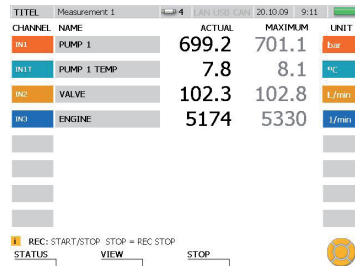 TITEL Measurement 1 4 LAN USB CAN 20.10.09 9:11
CHANNEL NAME ACTUAL MAXIMUM UNIT
IN1 PUMP 1 699.2 701.1 bar
IN1T PUMP 1 TEMP 7.8 8.1 ºC
IN2 VALVE 102.3 102.8 L/min
IN3 ENGINE 5174 5330 1/min
i REC: START/STOP STOP = REC STOP
STATUS VIEW STOP